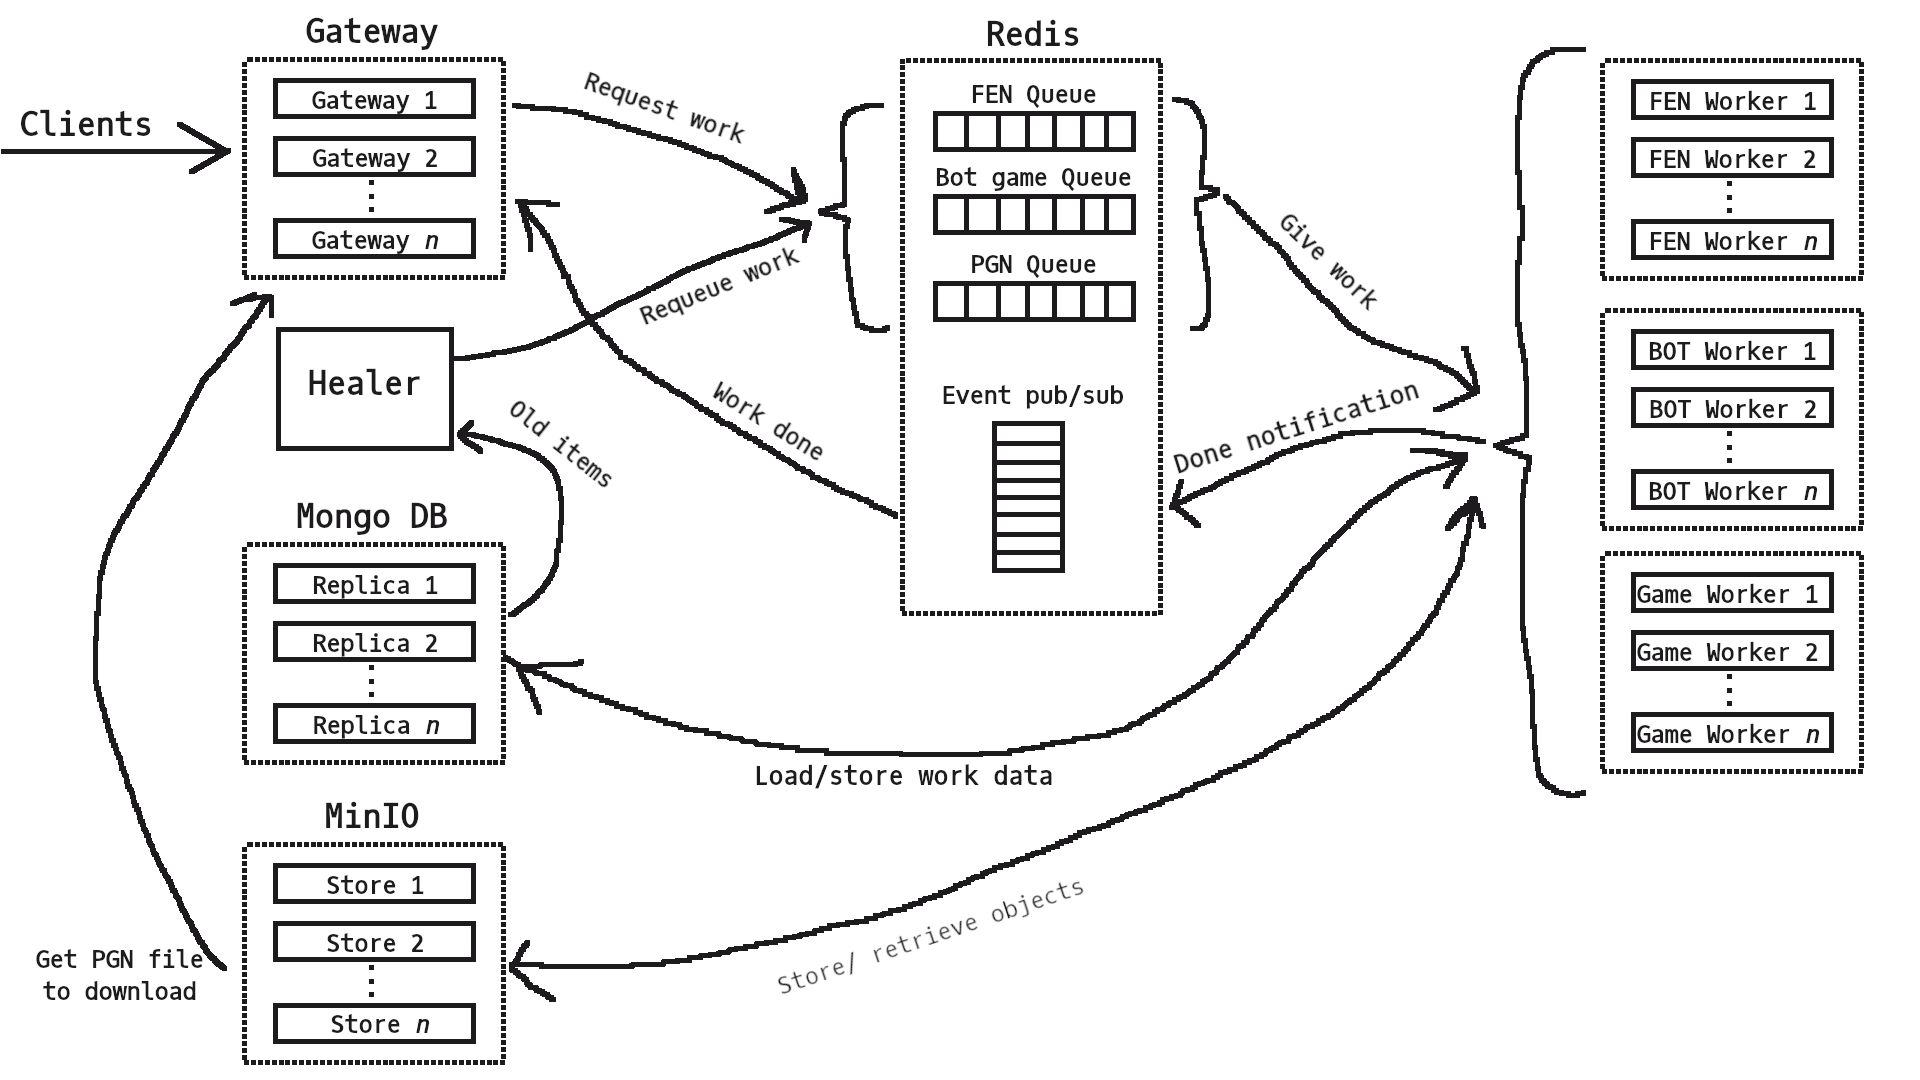 Clients
Gateway
Gateway 1
Gateway 2
Gateway n
Request work
Requeue work
Healer
Old items
Work done
Mongo DB
Replica 1
Replica 2
Replica n
MinIO
Store 1
Store 2
Store n
Get PGN file
to download
Redis
FEN Queue
Bot game Queue
PGN Queue
Event pub/sub
Give work
Done notification
Load/store work data
Store/ retrieve objects
FEN Worker 1
FEN Worker 2
FEN Worker n
BOT Worker 1
BOT Worker 2
BOT Worker n
Game Worker 1
Game Worker 2
Game Worker n